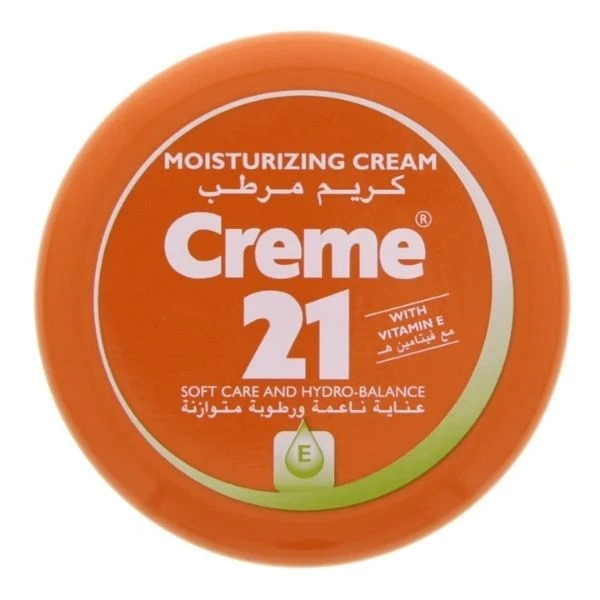 MOISTURIZING CREAM
كريم مرطب
Creme®
21
WITH
VITAMIN E
مع فيتامين هـ
SOFT CARE AND HYDRO-BALANCE
عناية ناعمة ورطوبة متوازنة
E